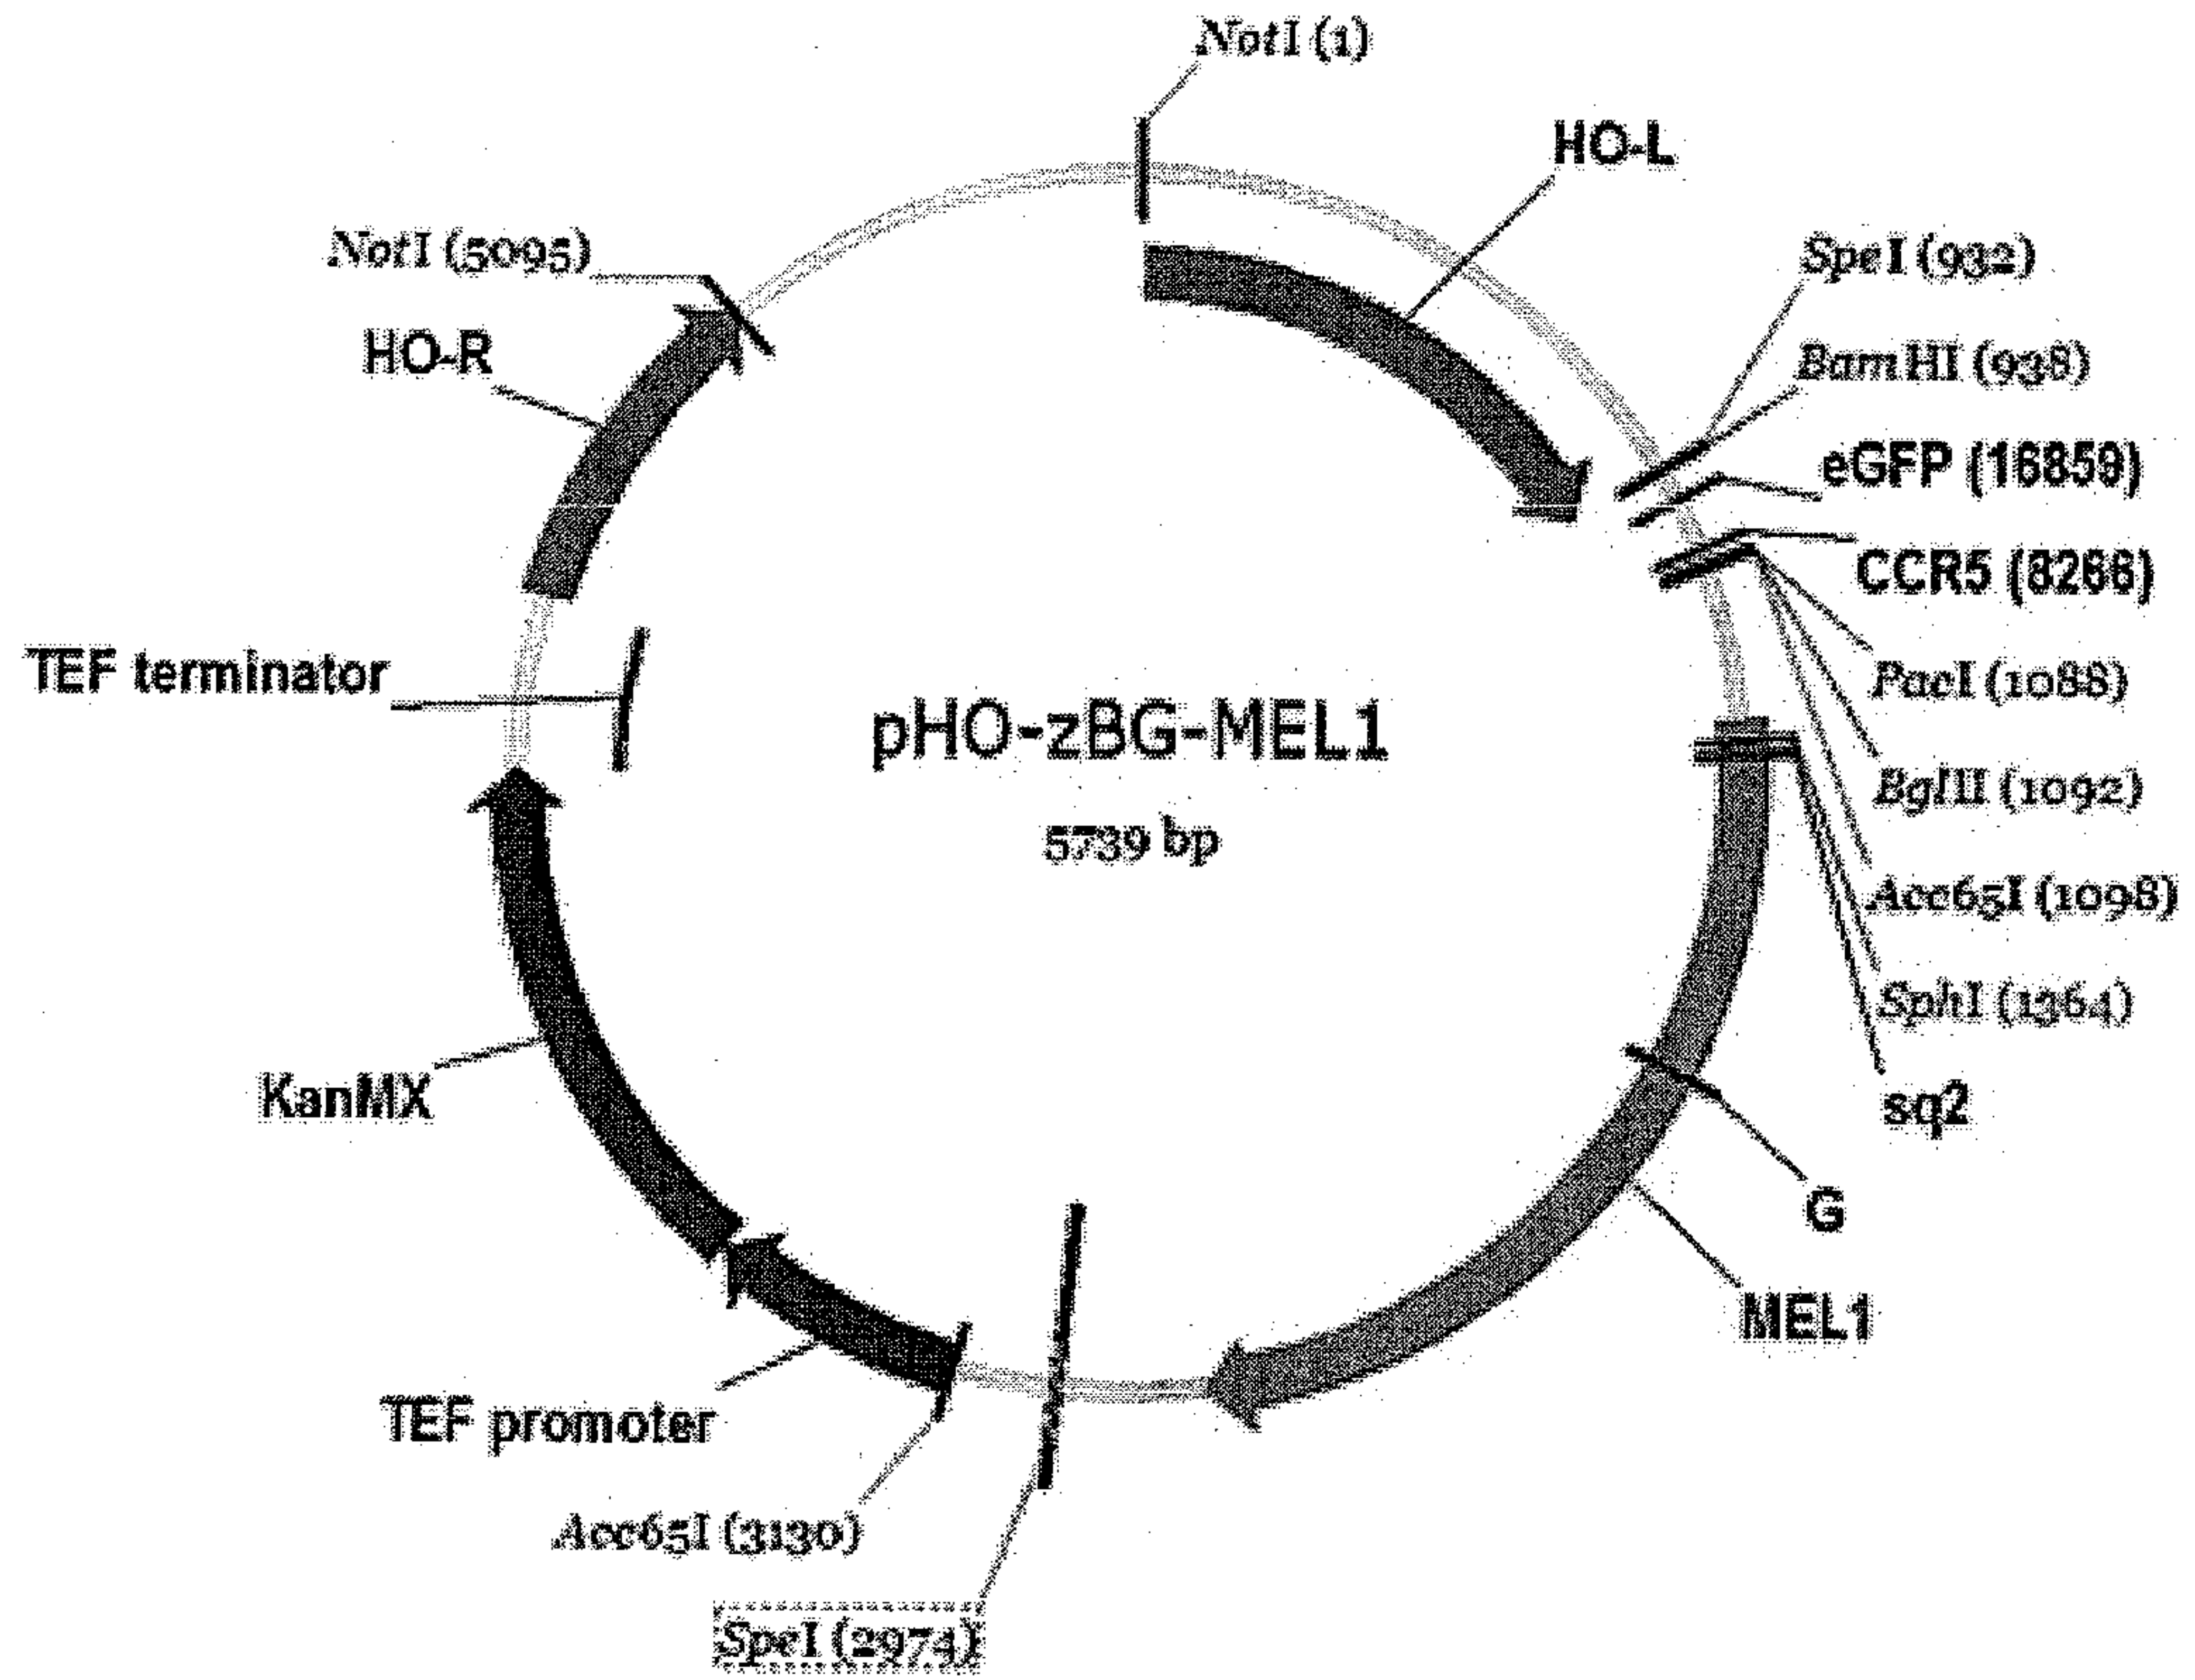 NotI (1)
HO-L
SpeI (932)
BamHI (938)
eGFP (16859)
CCR5 (8266)
PacI (1088)
BglII (1092)
Acc65I (1098)
SphI (1364)
sq2
G
MEL1
SpeI (2974)
Acc65I (3130)
TEF promoter
KanMX
TEF terminator
HO-R
NotI (5095)
pHO-zBG-MEL1
5739 bp